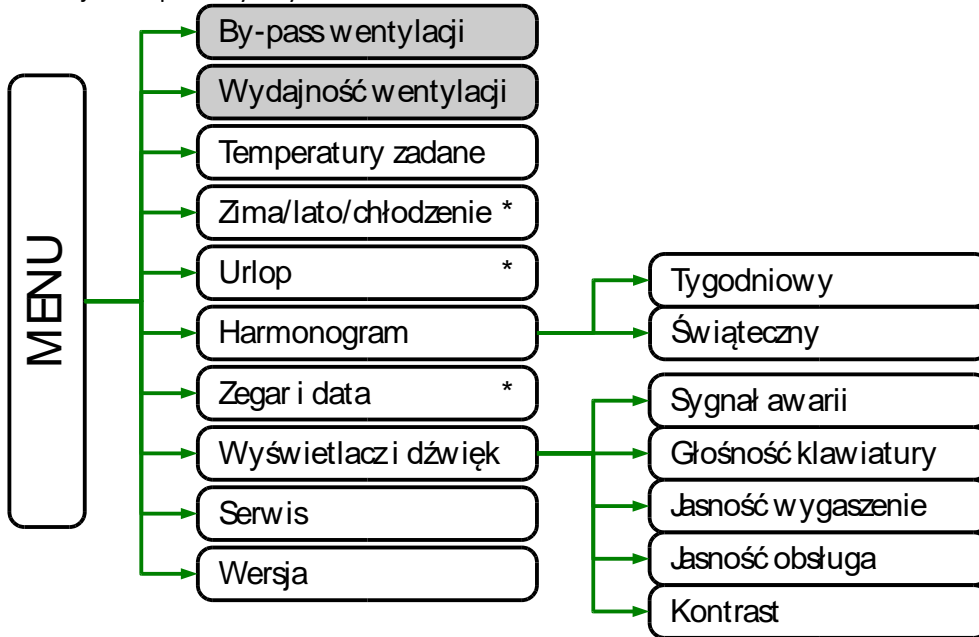 MENU
By-pass wentylacji
Wydajność wentylacji
Temperatury zadane
Zima/lato/chłodzenie *
Urlop *
Harmonogram
Zegar i data *
Wyświetlacz i dźwięk
Serwis
Wersja
Tygodniowy
Świąteczny
Sygnał awarii
Głośność klawiatury
Jasność wygaszenie
Jasność obsługa
Kontrast